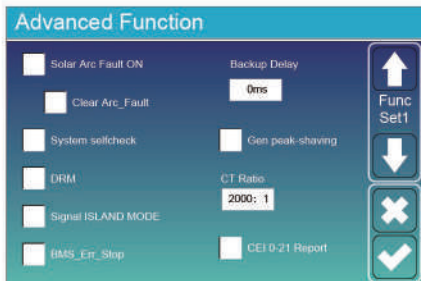 Advanced Function
Solar Arc Fault ON
Backup Delay
0ms
Clear Arc_Fault
Func
Set1
System selfcheck
Gen peak-shaving
DRM
CT Ratio
2000: 1
Signal ISLAND MODE
BMS_Err_Stop
CEI 0-21 Report